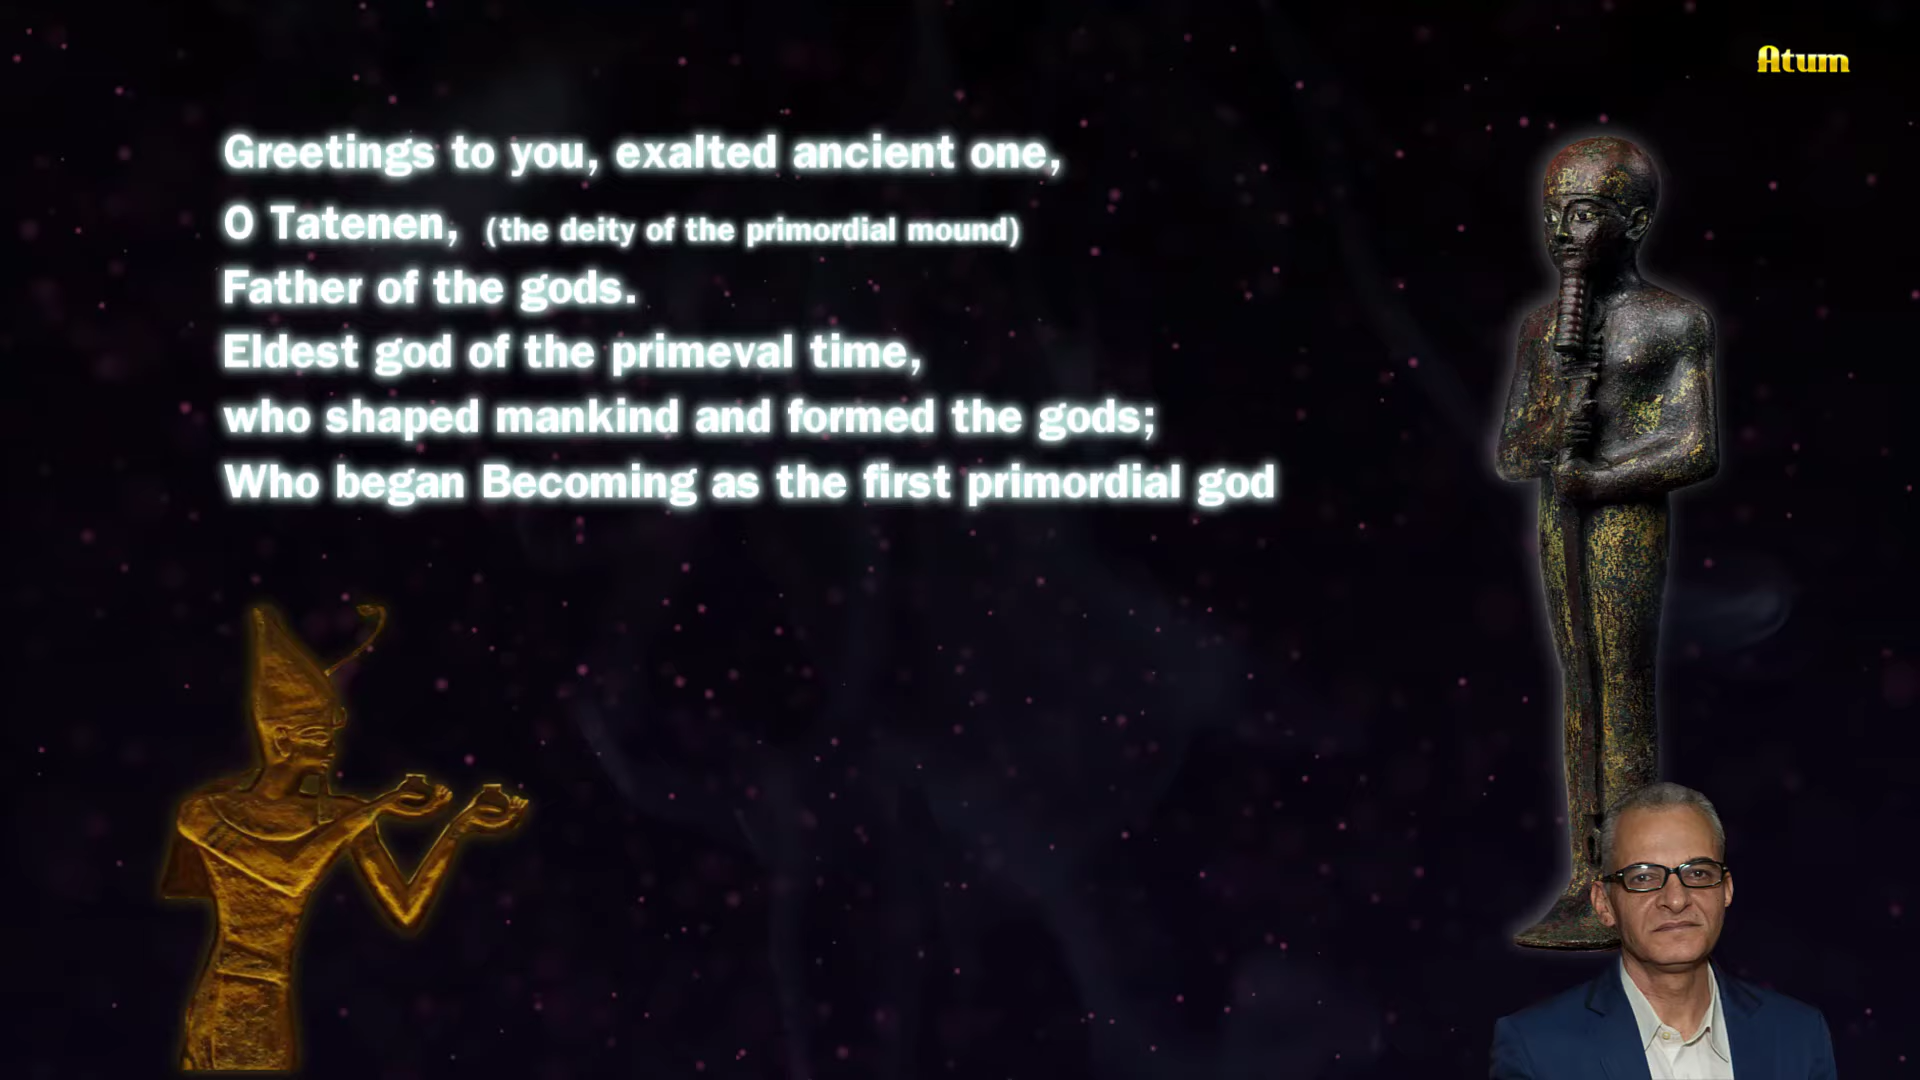 Atum
Greetings to you, exalted ancient one,
O Tatenen, (the deity of the primordial mound)
Father of the gods.
Eldest god of the primeval time,
who shaped mankind and formed the gods;
Who began Becoming as the first primordial god